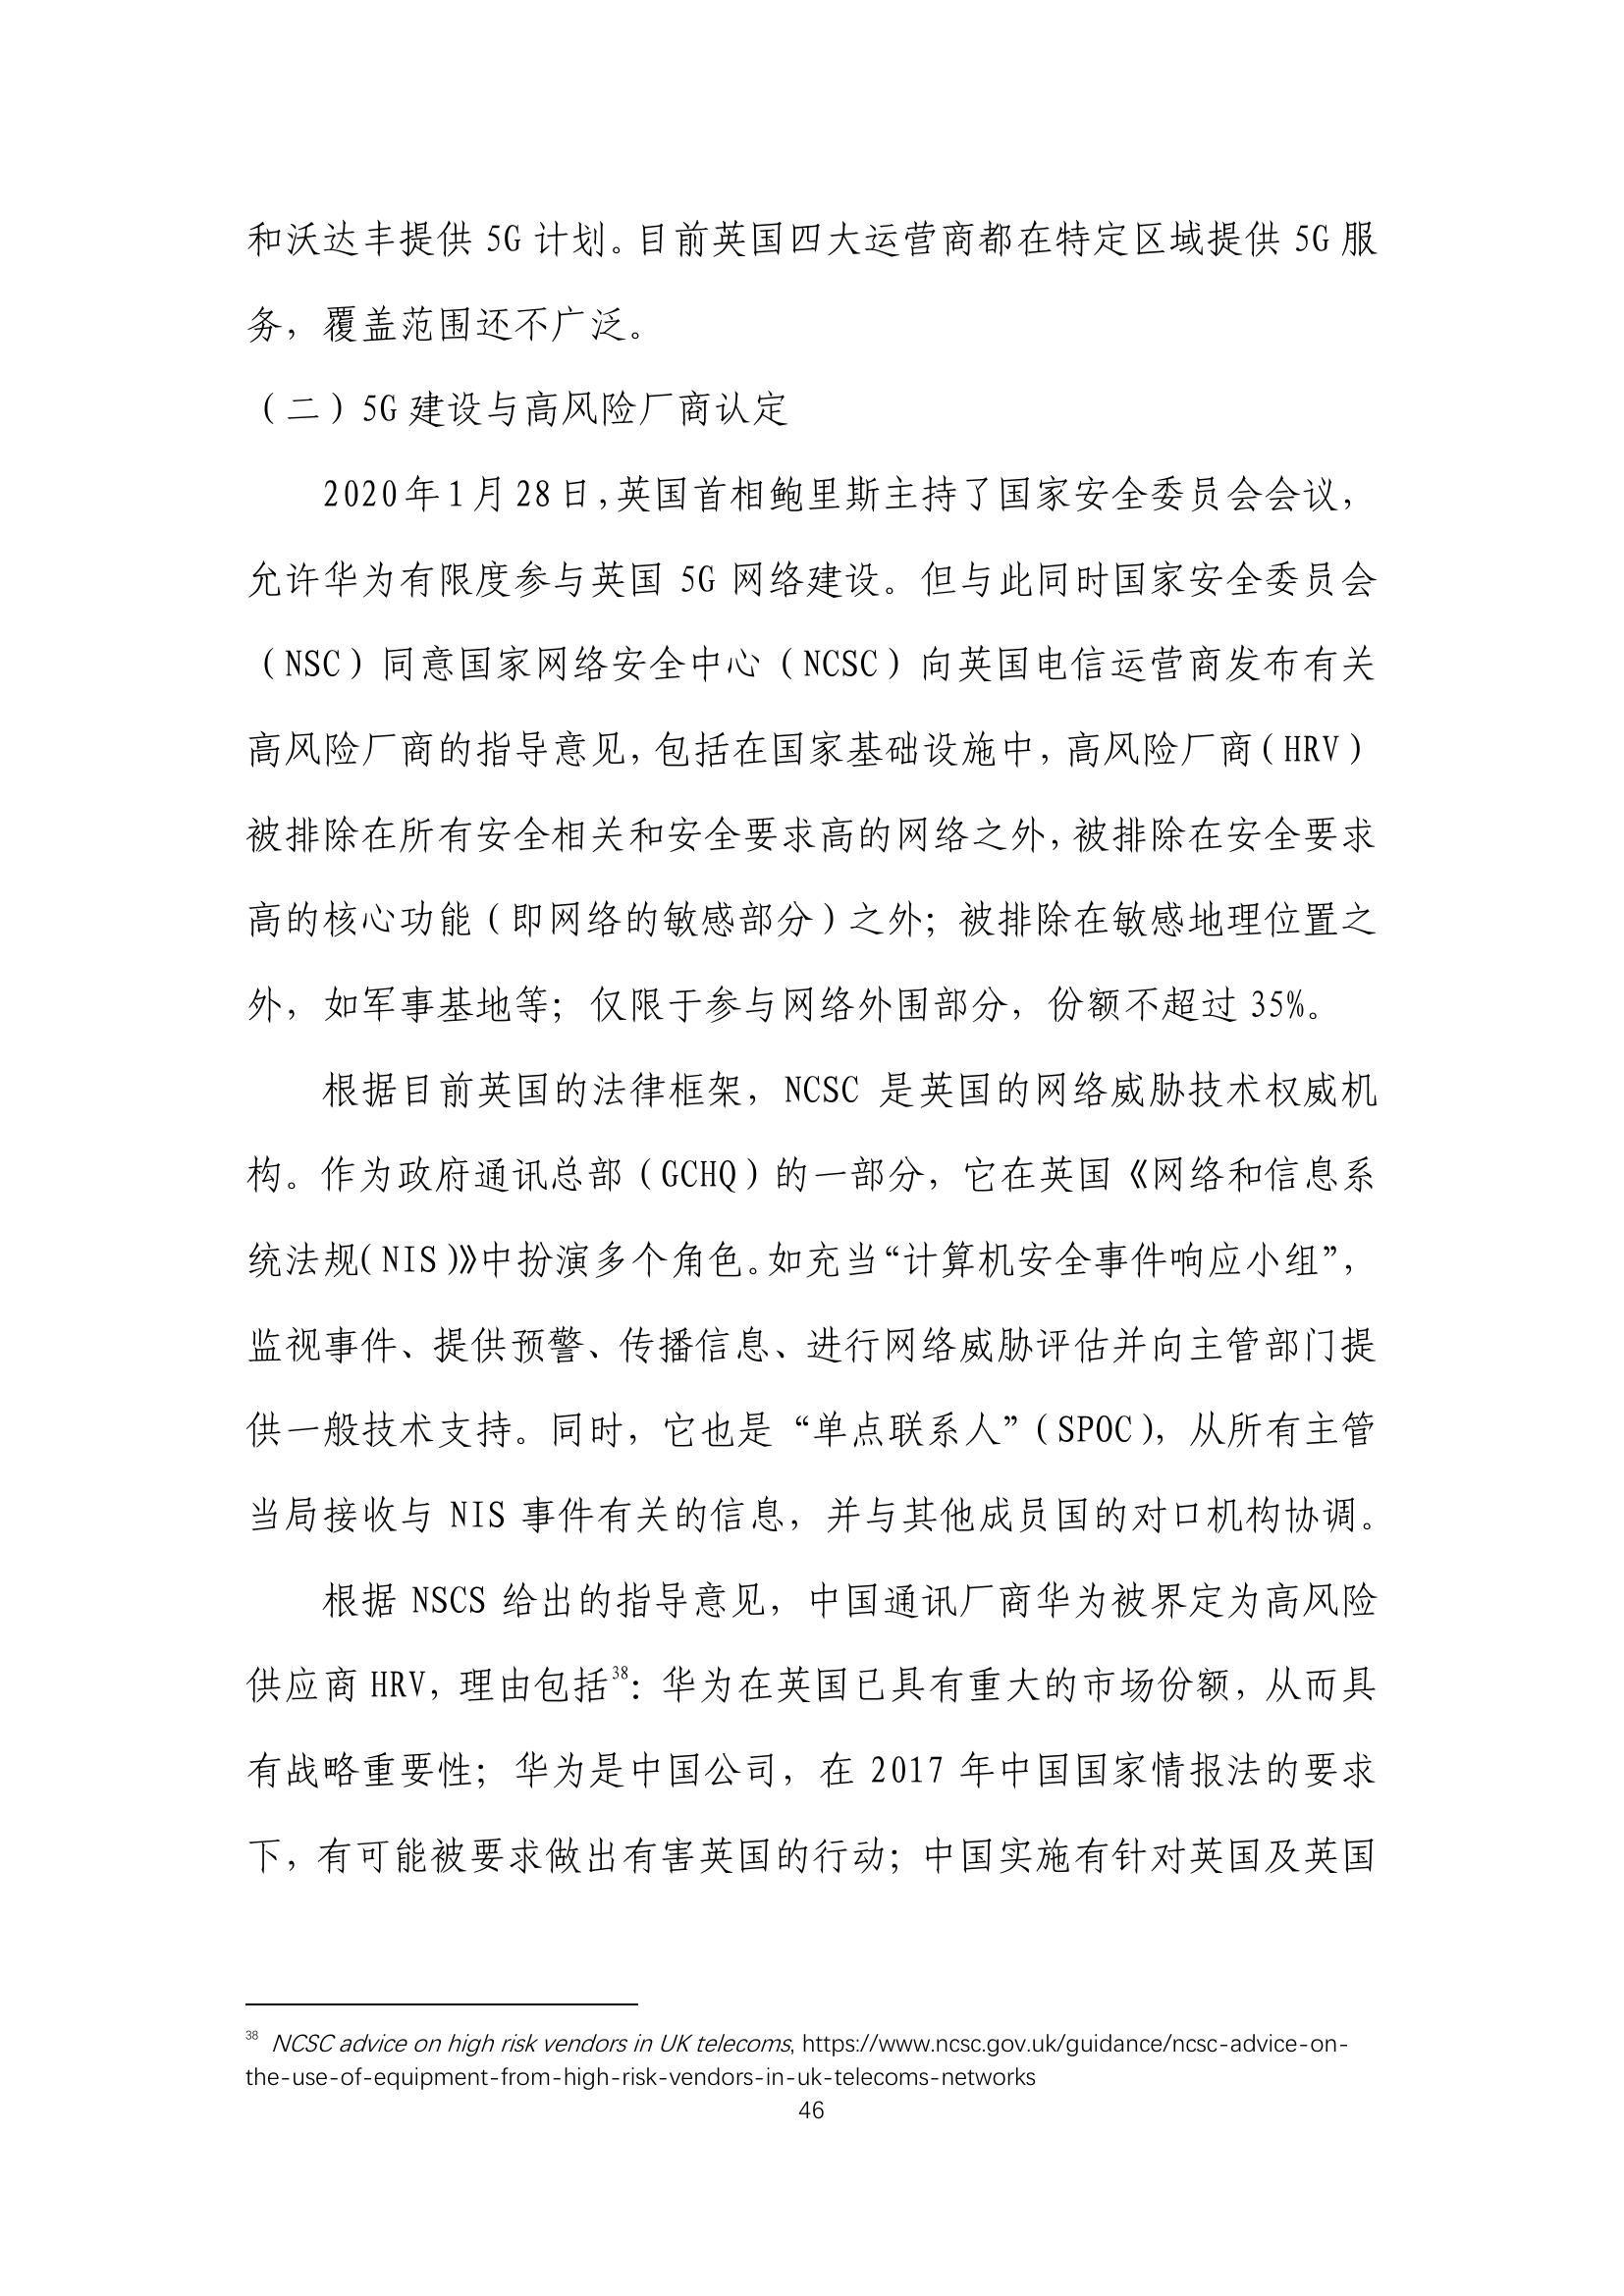 和沃达丰提供 5G 计划。目前英国四大运营商都在特定区域提供 5G 服
务，覆盖范围还不广泛。
（二）5G 建设与高风险厂商认定
2020 年 1 月 28 日，英国首相鲍里斯主持了国家安全委员会会议，
允许华为有限度参与英国 5G 网络建设。但与此同时国家安全委员会
（NSC）同意国家网络安全中心（NCSC）向英国电信运营商发布有关
高风险厂商的指导意见，包括在国家基础设施中，高风险厂商（HRV）
被排除在所有安全相关和安全要求高的网络之外，被排除在安全要求
高的核心功能（即网络的敏感部分）之外；被排除在敏感地理位置之
外，如军事基地等；仅限于参与网络外围部分，份额不超过 35%。
根据目前英国的法律框架，NCSC 是英国的网络威胁技术权威机
构。作为政府通讯总部（GCHQ）的一部分，它在英国《网络和信息系
统法规（NIS）》中扮演多个角色。如充当“计算机安全事件响应小组”，
监视事件、提供预警、传播信息、进行网络威胁评估并向主管部门提
供一般技术支持。同时，它也是 “单点联系人”（SPOC），从所有主管
当局接收与 NIS 事件有关的信息，并与其他成员国的对口机构协调。
根据 NSCS 给出的指导意见，中国通讯厂商华为被界定为高风险
供应商 HRV，理由包括38：华为在英国已具有重大的市场份额，从而具
有战略重要性；华为是中国公司，在 2017 年中国国家情报法的要求
下，有可能被要求做出有害英国的行动；中国实施有针对英国及英国
38 NCSC advice on high risk vendors in UK telecoms, https://www.ncsc.gov.uk/guidance/ncsc-advice-on-
the-use-of-equipment-from-high-risk-vendors-in-uk-telecoms-networks
46